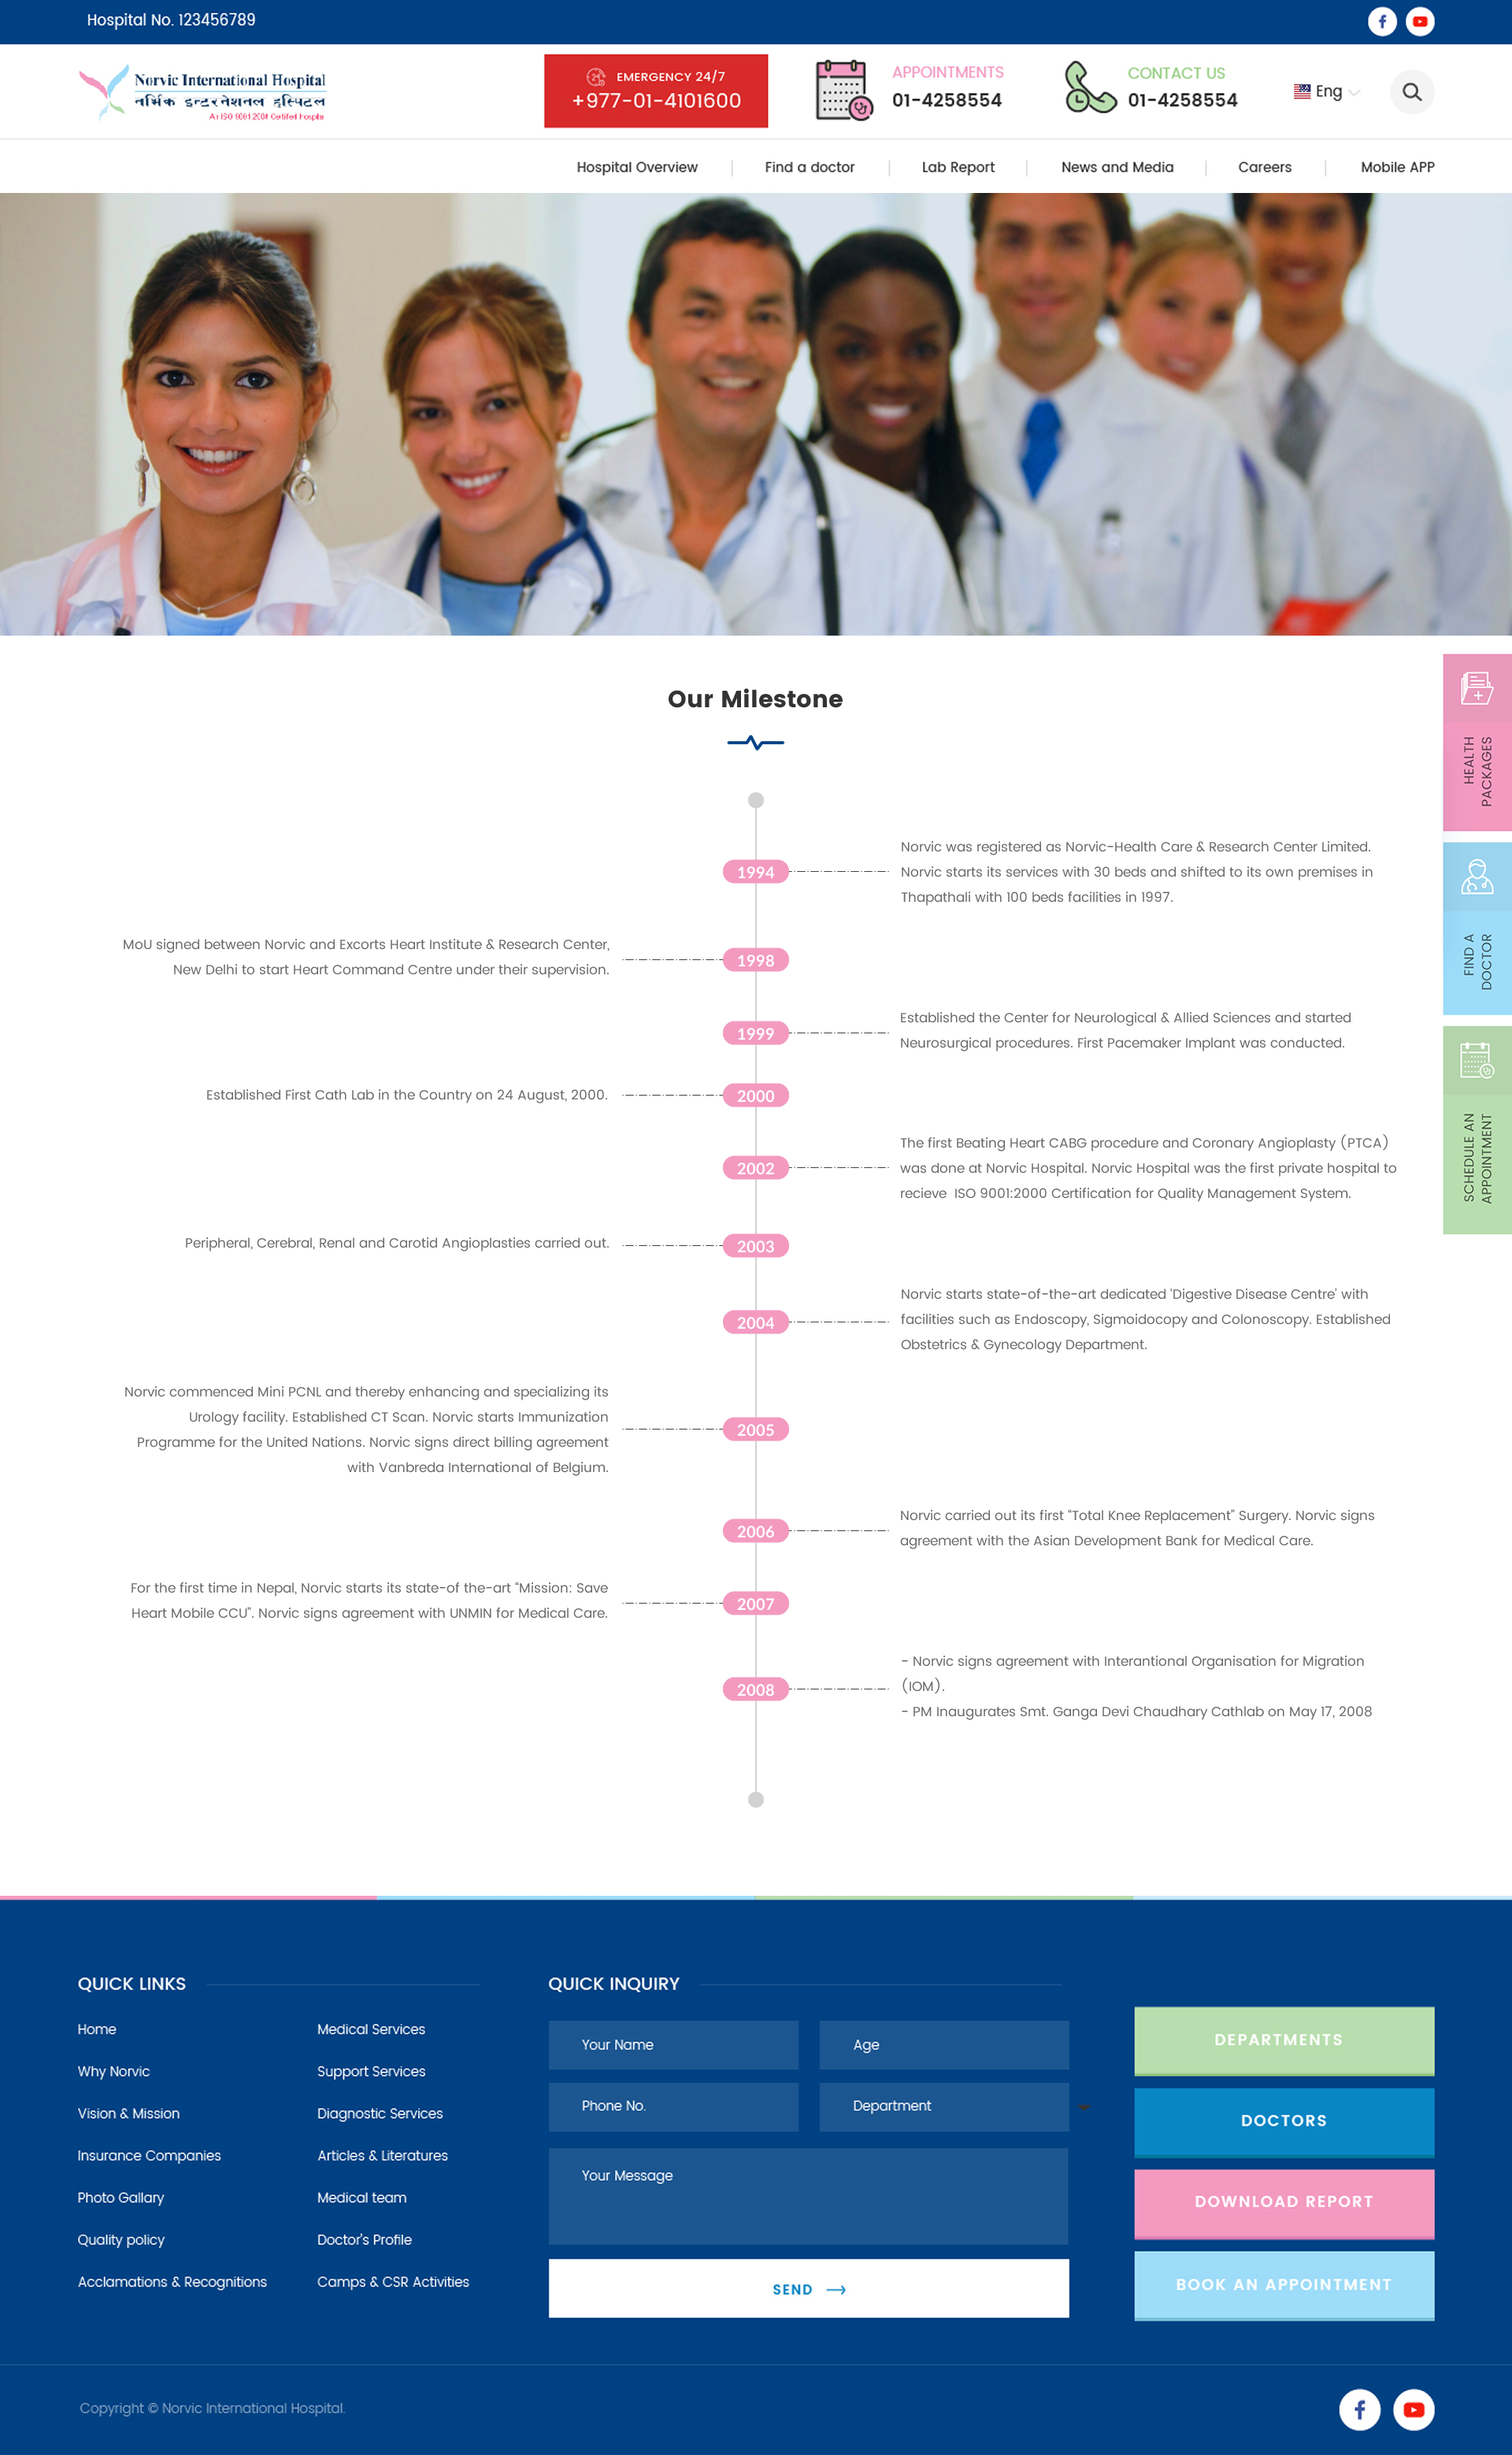 Hospital No. 123456789
Norvic International Hospital
नर्भिक इन्टरनेशनल हस्पिटल
An ISO 9001:2008 Certified Hospital
EMERGENCY 24/7
+977-01-4101600
APPOINTMENTS
01-4258554
CONTACT US
01-4258554
Eng
Hospital Overview
Find a doctor
Lab Report
News and Media
Careers
Mobile APP
Our Milestone
1994
Norvic was registered as Norvic-Health Care & Research Center Limited.
Norvic starts its services with 30 beds and shifted to its own premises in
Thapathali with 100 beds facilities in 1997.
MoU signed between Norvic and Excorts Heart Institute & Research Center,
New Delhi to start Heart Command Centre under their supervision.
1998
1999
Established the Center for Neurological & Allied Sciences and started
Neurosurgical procedures. First Pacemaker Implant was conducted.
Established First Cath Lab in the Country on 24 August, 2000.
2000
2002
The first Beating Heart CABG procedure and Coronary Angioplasty (PTCA)
was done at Norvic Hospital. Norvic Hospital was the first private hospital to
recieve ISO 9001:2000 Certification for Quality Management System.
Peripheral, Cerebral, Renal and Carotid Angioplasties carried out.
2003
2004
Norvic starts state-of-the-art dedicated 'Digestive Disease Centre' with
facilities such as Endoscopy, Sigmoidocopy and Colonoscopy. Established
Obstetrics & Gynecology Department.
Norvic commenced Mini PCNL and thereby enhancing and specializing its
Urology facility. Established CT Scan. Norvic starts Immunization
Programme for the United Nations. Norvic signs direct billing agreement
with Vanbreda International of Belgium.
2005
2006
Norvic carried out its first "Total Knee Replacement" Surgery. Norvic signs
agreement with the Asian Development Bank for Medical Care.
For the first time in Nepal, Norvic starts its state-of the-art "Mission: Save
Heart Mobile CCU". Norvic signs agreement with UNMIN for Medical Care.
2007
2008
- Norvic signs agreement with Interantional Organisation for Migration
(IOM).
- PM Inaugurates Smt. Ganga Devi Chaudhary Cathlab on May 17, 2008
HEALTH
PACKAGES
FIND A
DOCTOR
SCHEDULE AN
APPOINTMENT
QUICK LINKS
Home
Why Norvic
Vision & Mission
Insurance Companies
Photo Gallary
Quality policy
Acclamations & Recognitions
Medical Services
Support Services
Diagnostic Services
Articles & Literatures
Medical team
Doctor's Profile
Camps & CSR Activities
QUICK INQUIRY
Your Name
Age
Phone No.
Department
Your Message
SEND
DEPARTMENTS
DOCTORS
DOWNLOAD REPORT
BOOK AN APPOINTMENT
Copyright © Norvic International Hospital.